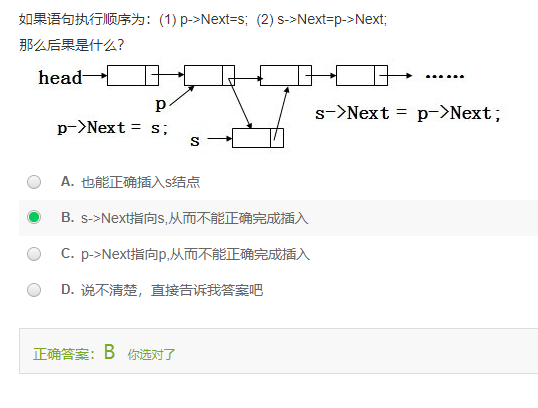 如果语句执行顺序为：(1) p->Next=s;  (2) s->Next=p->Next;
那么后果是什么？
head
……
p
p->Next = s;
s->Next = p->Next;
s
A. 也能正确插入s结点
B. s->Next指向s,从而不能正确完成插入
C. p->Next指向p,从而不能正确完成插入
D. 说不清楚，直接告诉我答案吧
正确答案：B 你选对了